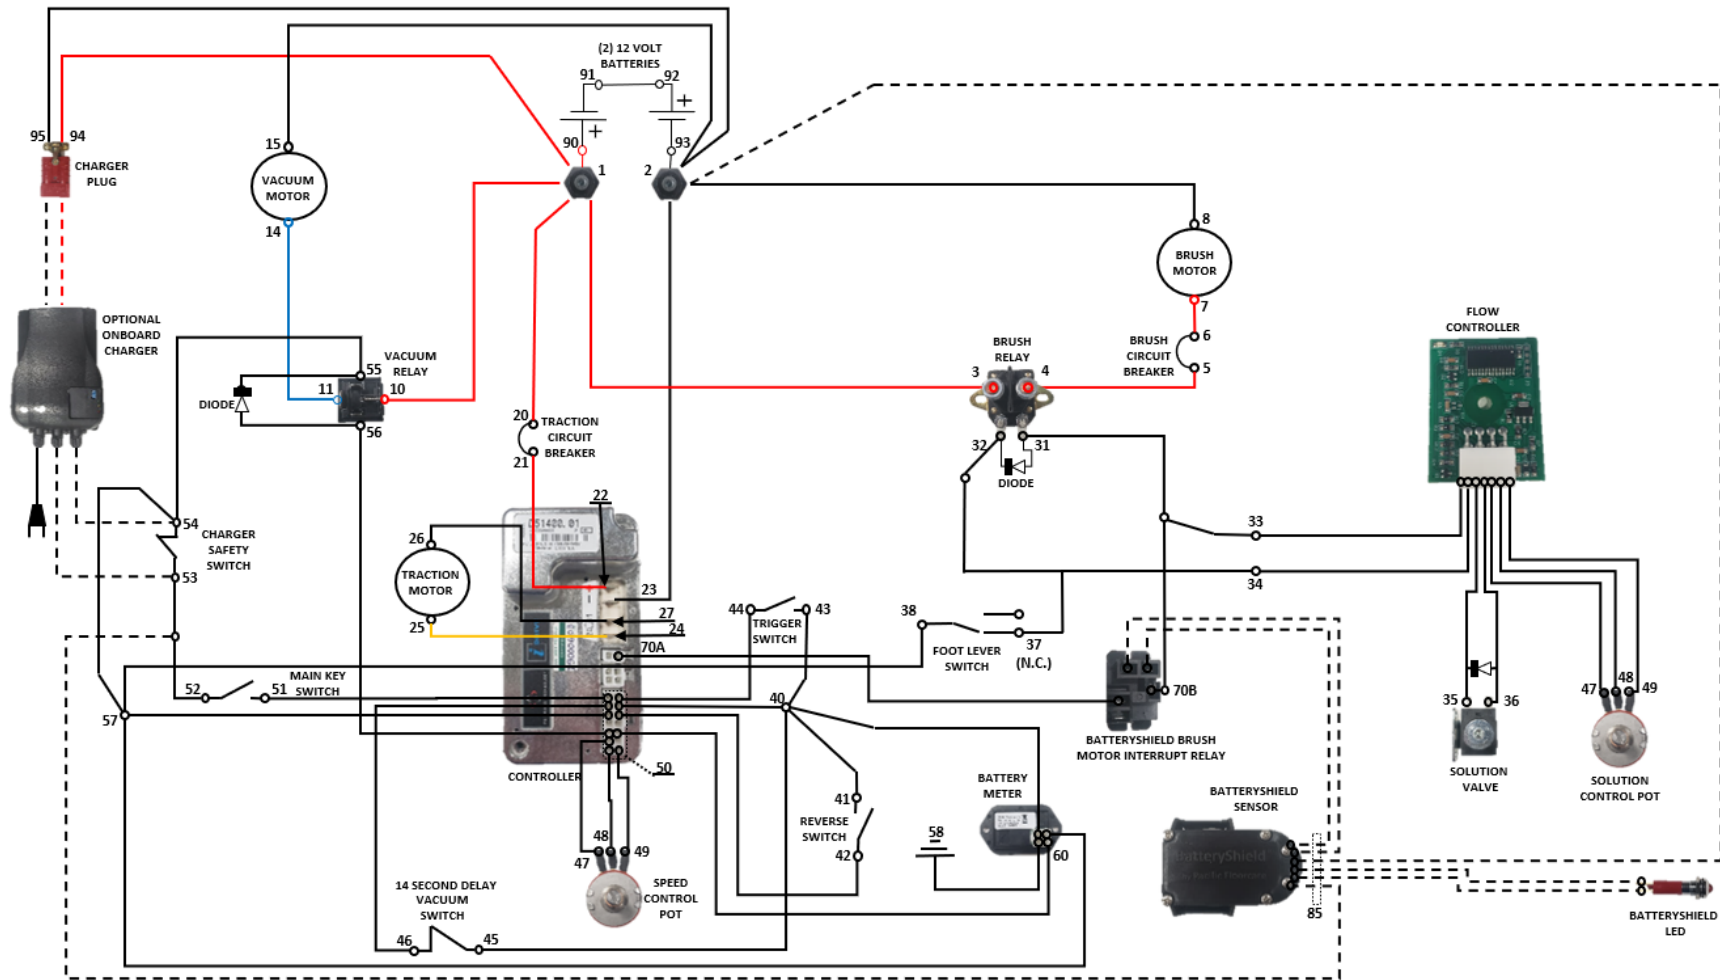 (2) 12 VOLT
BATTERIES
91
92
90
93
1
2
95
94
CHARGER
PLUG
15
VACUUM
MOTOR
14
8
BRUSH
MOTOR
7
6
BRUSH
CIRCUIT
BREAKER
5
OPTIONAL
ONBOARD
CHARGER
VACUUM
RELAY
55
11
10
DIODE
56
BRUSH
RELAY
3
4
32
31
DIODE
FLOW
CONTROLLER
20
TRACTION
CIRCUIT
BREAKER
21
22
54
CHARGER
SAFETY
SWITCH
53
26
TRACTION
MOTOR
25
23
27
24
70A
33
34
44
43
TRIGGER
SWITCH
38
FOOT LEVER
SWITCH
37
(N.C.)
52
MAIN KEY
SWITCH
51
57
40
70B
BATTERYSHIELD BRUSH
MOTOR INTERRUPT RELAY
35
36
SOLUTION
VALVE
47
48
49
SOLUTION
CONTROL POT
CONTROLLER
50
41
REVERSE
SWITCH
42
BATTERY
METER
58
60
BATTERYSHIELD
SENSOR
BatteryShield
85
BATTERYSHIELD
LED
48
47
49
SPEED
CONTROL
POT
14 SECOND DELAY
VACUUM
SWITCH
46
45